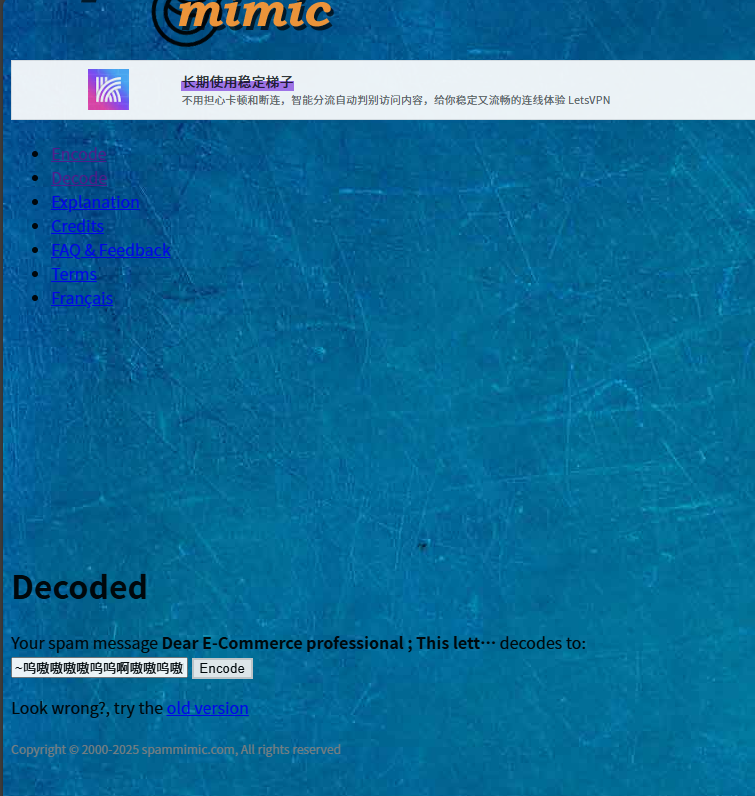 mimic
长期使用稳定梯子
不用担心卡顿和断连，智能分流自动判别访问内容，给你稳定又流畅的连线体验 LetsVPN
Encode
Decode
Explanation
Credits
FAQ & Feedback
Terms
Français
Decoded
Your spam message Dear E-Commerce professional ; This lett… decodes to:
~呜嗷嗷嗷嗷呜呜啊嗷嗷呜嗷 Encode
Look wrong?, try the old version
Copyright © 2000-2025 spammimic.com, All rights reserved